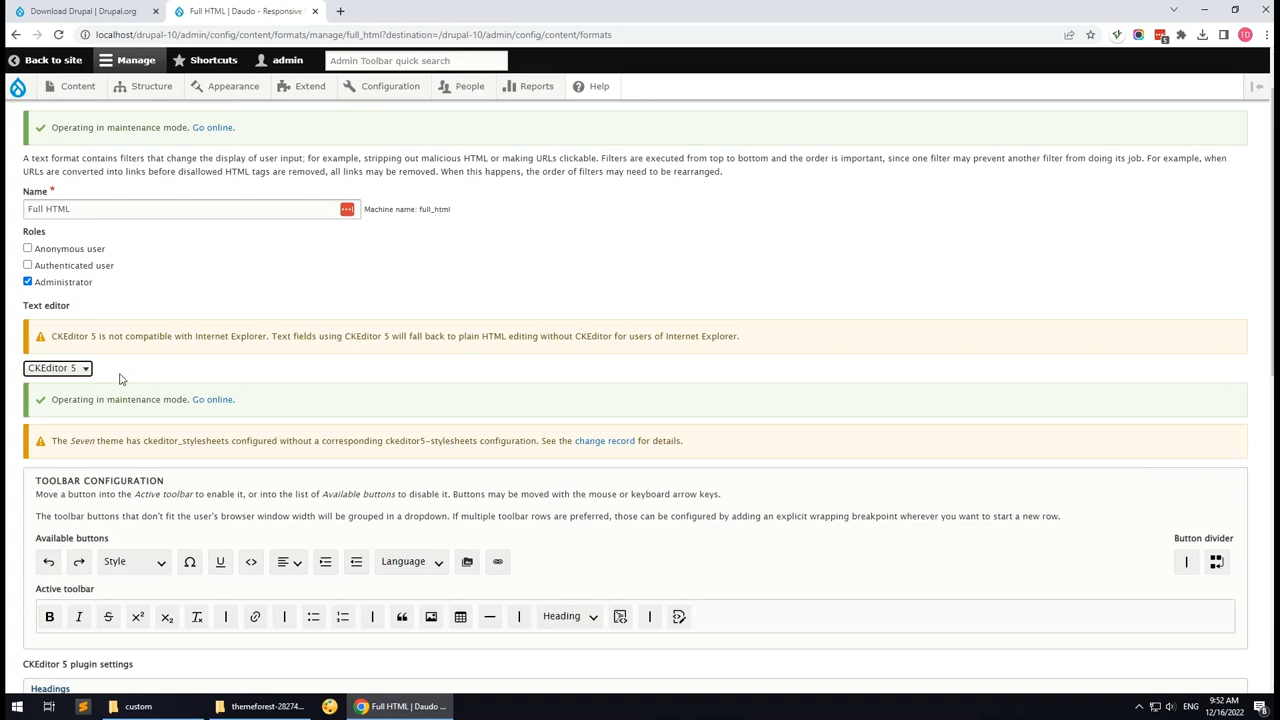 Download Drupal | Drupal.org
Full HTML | Daudo - Responsive
localhost/drupal-10/admin/config/content/formats/manage/full_html?destination=/drupal-10/admin/config/content/formats
5
1D
Back to site
Manage
Shortcuts
admin
Admin Toolbar quick search
Content
Structure
Appearance
Extend
Configuration
People
Reports
Help
Operating in maintenance mode. Go online.
A text format contains filters that change the display of user input; for example, stripping out malicious HTML or making URLs clickable. Filters are executed from top to bottom and the order is important, since one filter may prevent another filter from doing its job. For example, when
URLs are converted into links before disallowed HTML tags are removed, all links may be removed. When this happens, the order of filters may need to be rearranged.
Name *
Full HTML
Machine name: full_html
Roles
Anonymous user
Authenticated user
Administrator
Text editor
CKEditor 5 is not compatible with Internet Explorer. Text fields using CKEditor 5 will fall back to plain HTML editing without CKEditor for users of Internet Explorer.
CKEditor 5
Operating in maintenance mode. Go online.
The Seven theme has ckeditor_stylesheets configured without a corresponding ckeditor5-stylesheets configuration. See the change record for details.
TOOLBAR CONFIGURATION
Move a button into the Active toolbar to enable it, or into the list of Available buttons to disable it. Buttons may be moved with the mouse or keyboard arrow keys.
The toolbar buttons that don't fit the user's browser window width will be grouped in a dropdown. If multiple toolbar rows are preferred, those can be configured by adding an explicit wrapping breakpoint wherever you want to start a new row.
Available buttons
Button divider
Style
Ω
U
<>
Language
Active toolbar
B I S x² x₂ Tx
Heading
CKEditor 5 plugin settings
Headings
custom
themeforest-28274...
Full HTML | Daudo ...
ENG
9:52 AM
12/16/2022
8